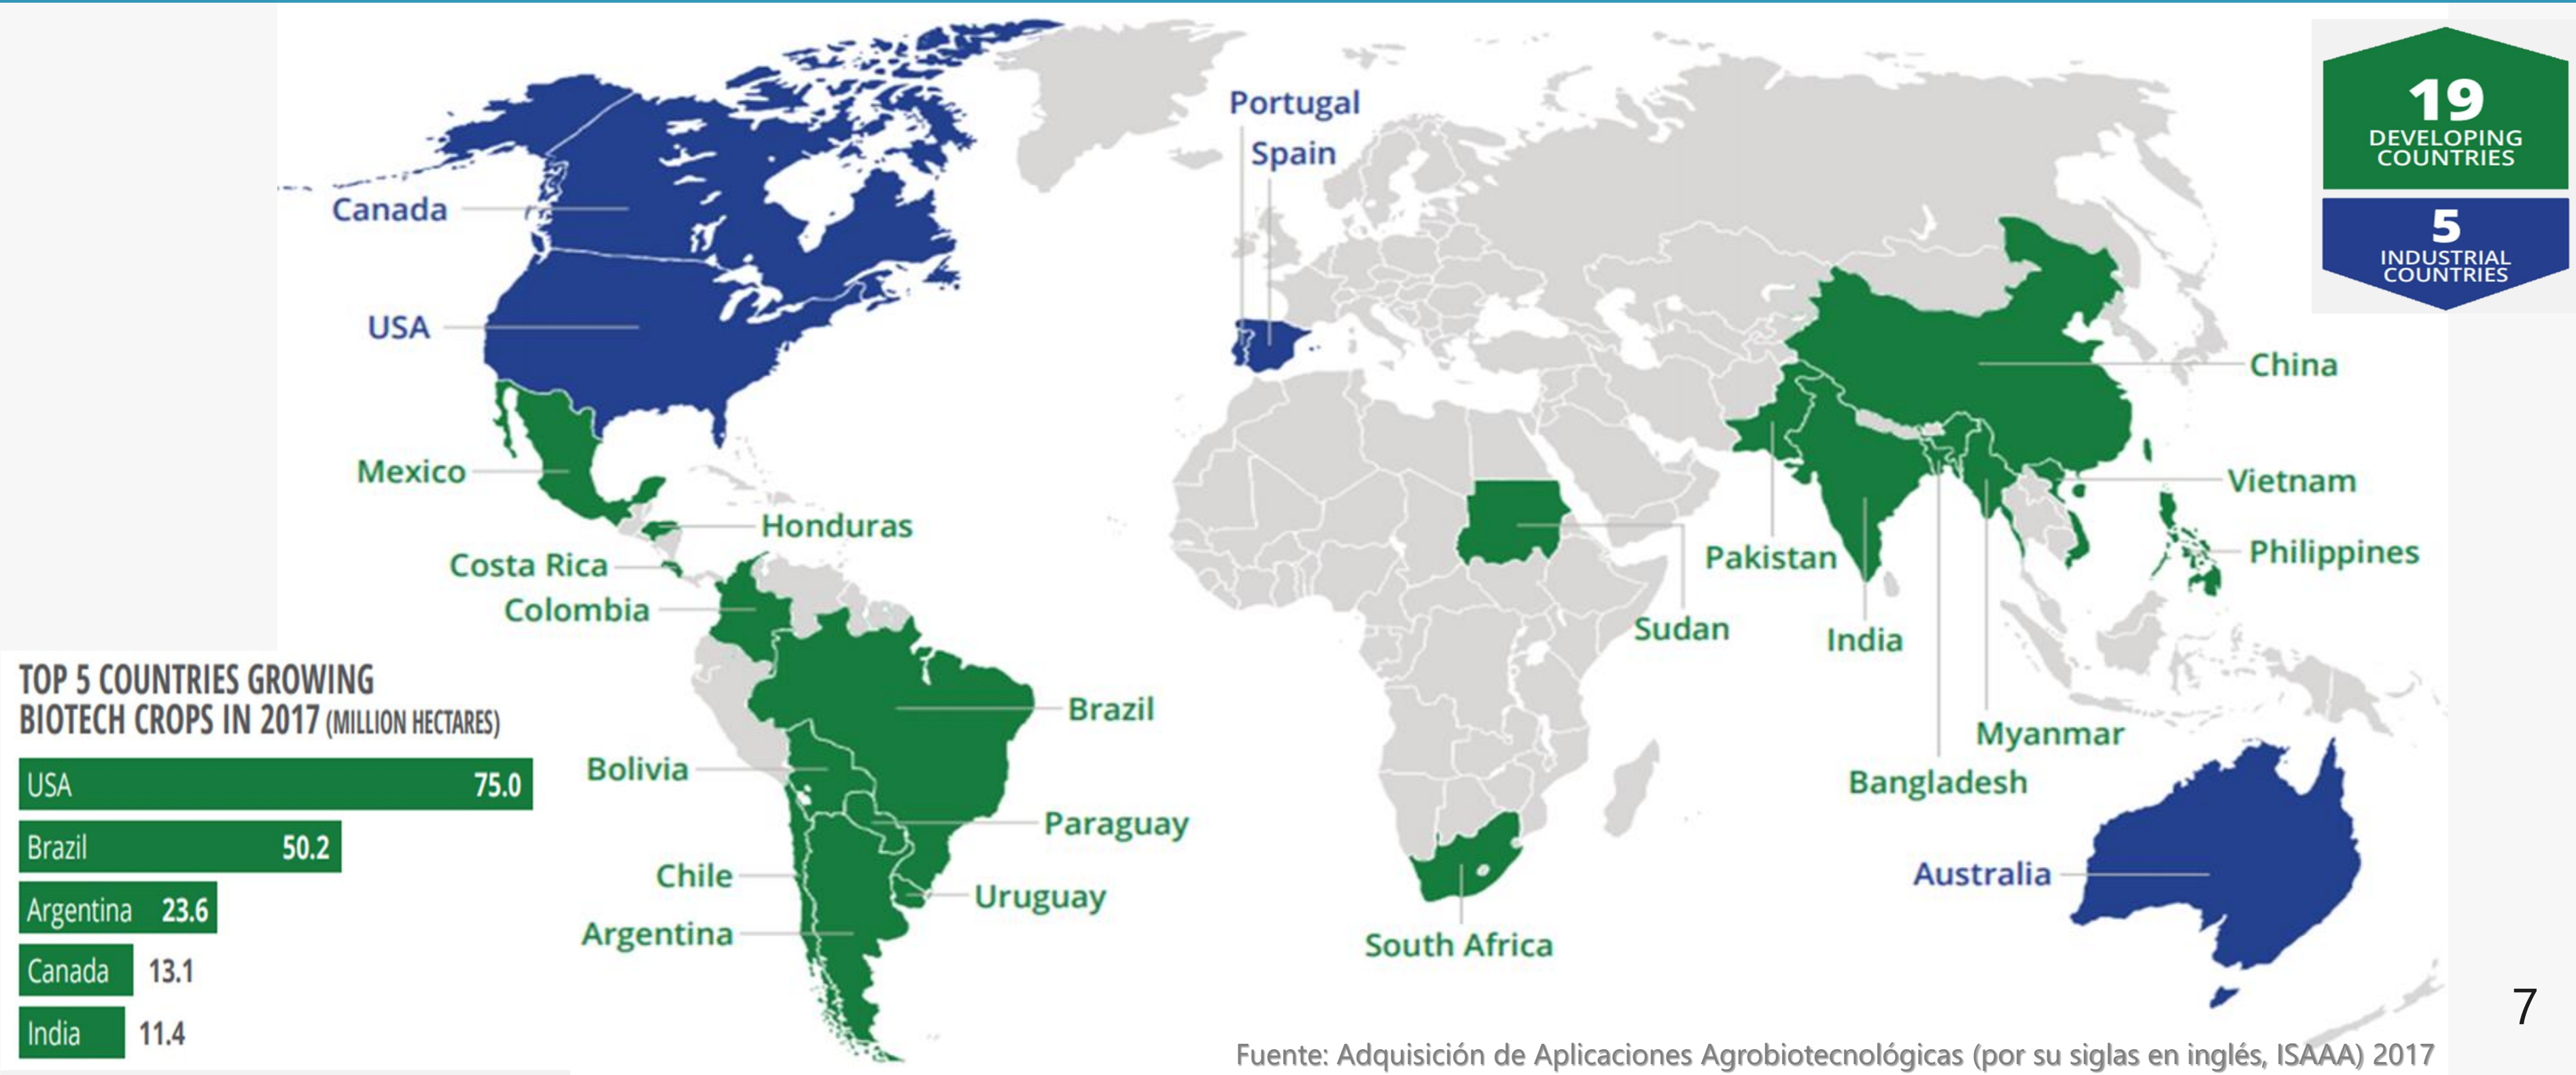 Portugal
Spain
Canada
USA
Mexico
Honduras
Costa Rica
Colombia
Brazil
Bolivia
Paraguay
Chile
Uruguay
Argentina
China
Vietnam
Philippines
Pakistan
Sudan
India
Myanmar
Bangladesh
Australia
South Africa
19
DEVELOPING
COUNTRIES
5
INDUSTRIAL
COUNTRIES
TOP 5 COUNTRIES GROWING
BIOTECH CROPS IN 2017 (MILLION HECTARES)
USA 75.0
Brazil 50.2
Argentina 23.6
Canada 13.1
India 11.4
7
Fuente: Adquisición de Aplicaciones Agrobiotecnológicas (por su siglas en inglés, ISAAA) 2017